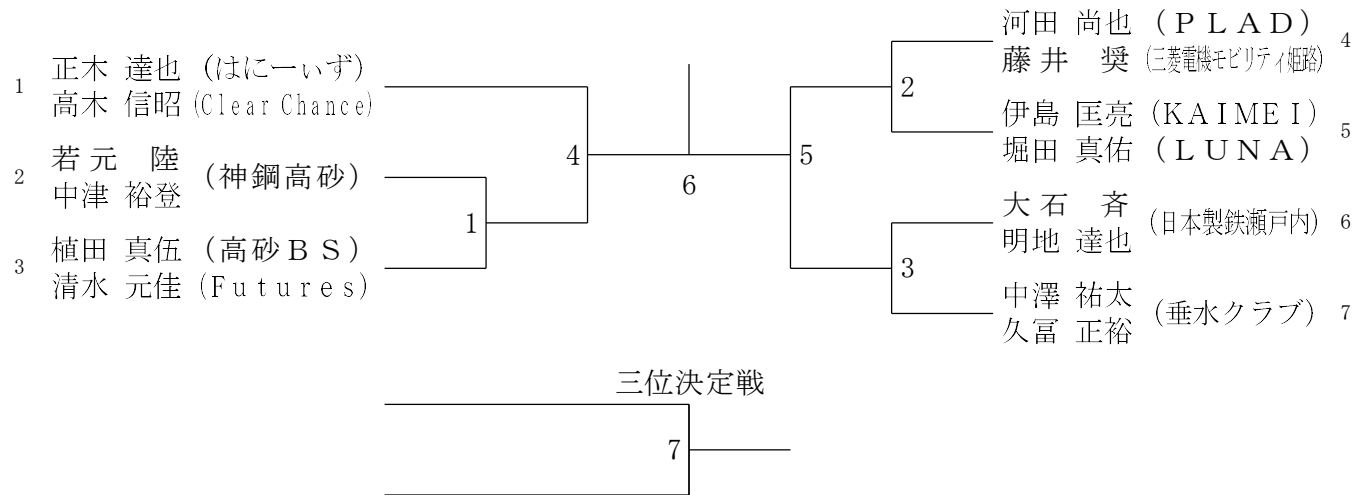 1 正木 達也 (はにーぃず)
高木 信昭 (Clear Chance)
2 若元 陸 (神鋼高砂)
中津 裕登
3 植田 真伍 (高砂BS)
清水 元佳 (Futures)
1
4
6
5
2
3
河田 尚也 (PLAD) 4
藤井 奨 (三菱電機モビリティ姫路)
伊島 匡亮 (KAIMEI) 5
堀田 真佑 (LUNA)
大石 斉 (日本製鉄瀬戸内) 6
明地 達也
中澤 祐太 (垂水クラブ) 7
久冨 正裕
三位決定戦
7